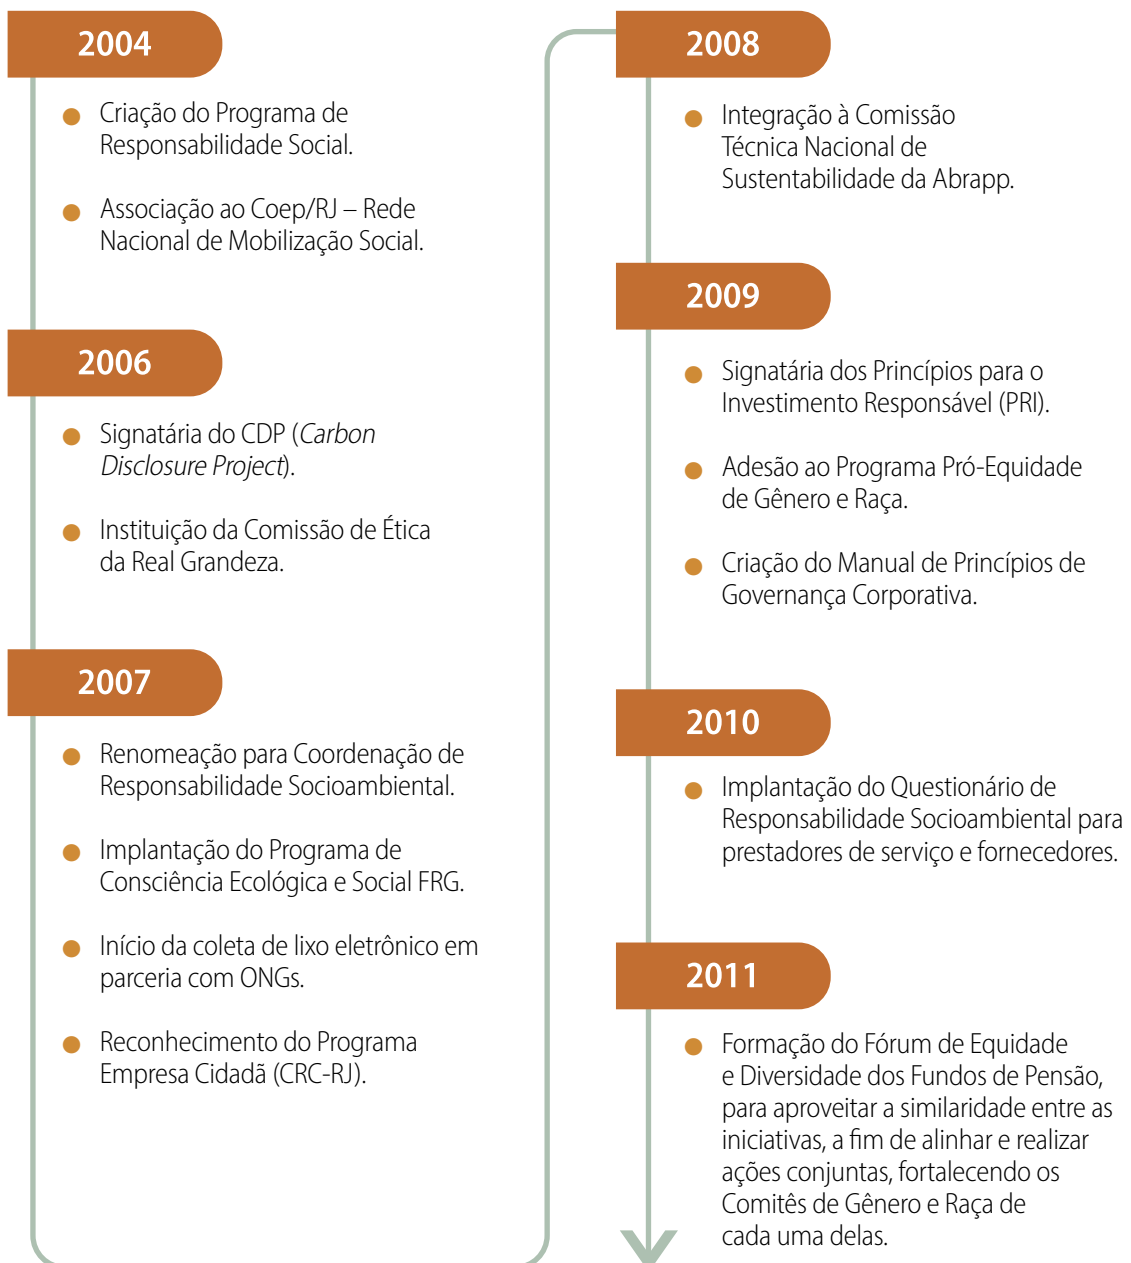 2004
Criação do Programa de
Responsabilidade Social.
Associação ao Coep/RJ – Rede
Nacional de Mobilização Social.
2006
Signatária do CDP (Carbon
Disclosure Project).
Instituição da Comissão de Ética
da Real Grandeza.
2007
Renomeação para Coordenação de
Responsabilidade Socioambiental.
Implantação do Programa de
Consciência Ecológica e Social FRG.
Início da coleta de lixo eletrônico em
parceria com ONGs.
Reconhecimento do Programa
Empresa Cidadã (CRC-RJ).
2008
Integração à Comissão
Técnica Nacional de
Sustentabilidade da Abrapp.
2009
Signatária dos Princípios para o
Investimento Responsável (PRI).
Adesão ao Programa Pró-Equidade
de Gênero e Raça.
Criação do Manual de Princípios de
Governança Corporativa.
2010
Implantação do Questionário de
Responsabilidade Socioambiental para
prestadores de serviço e fornecedores.
2011
Formação do Fórum de Equidade
e Diversidade dos Fundos de Pensão,
para aproveitar a similaridade entre as
iniciativas, a fim de alinhar e realizar
ações conjuntas, fortalecendo os
Comitês de Gênero e Raça de
cada uma delas.